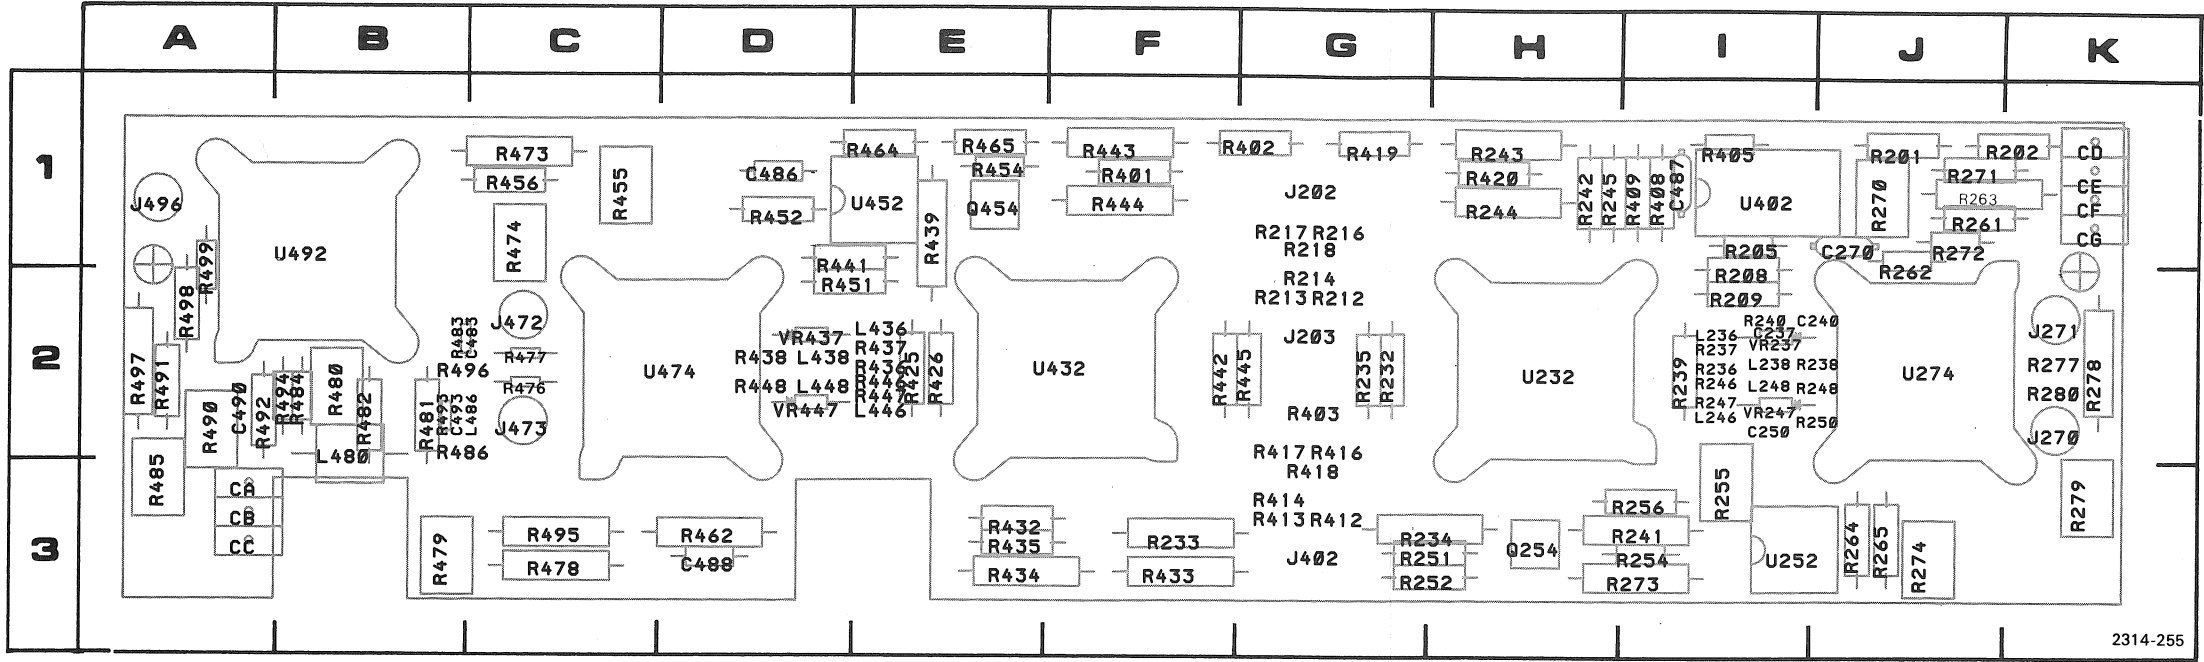 A B C D E F G H I J K
1
R473 R464 R465 R443 R402 R419 R243 R405 R201 R202 CD
R456 C486 R454 R401 R420 R271 CE
R455 J496 R452 U452 R439 Q454 R444 J202 R244 R242 R245 R409 R408 C487 U402 R270 R263 CF
R474 R217 R216 R261 CG
U492 R499 R441 R218 R205 C270 R272
R451 R214 R208 R262
R498 R213 R212 R209
2
J472 R483 C483 L436 R240 C240 J271
VR437 R437 J203 L236 C237
R477 R237 VR237
R497 R491 R438 L438 R436 R425 R426 U432 R442 R445 R235 R232 U232 R239 R236 L238 R238 U274 R277 R278
R496 U474 R446 R246
R494 R484 R480 R476 R448 L448 R447 L248 R248 R280
R490 C490 R492 R482 R481 R493 C493 L486 J473 VR447 L446 R403 R247 VR247 L246 R250 C250 J270
L480 R486 R417 R416
R485 R418
3
CA R414 R256 R255 R279
CB R495 R462 R432 R413 R412
CC R479 R435 R233 R234 R241 R264 R265 R274
C488 J402 R251 Q254 R254 U252
R478 R434 R433 R252 R273
2314-255